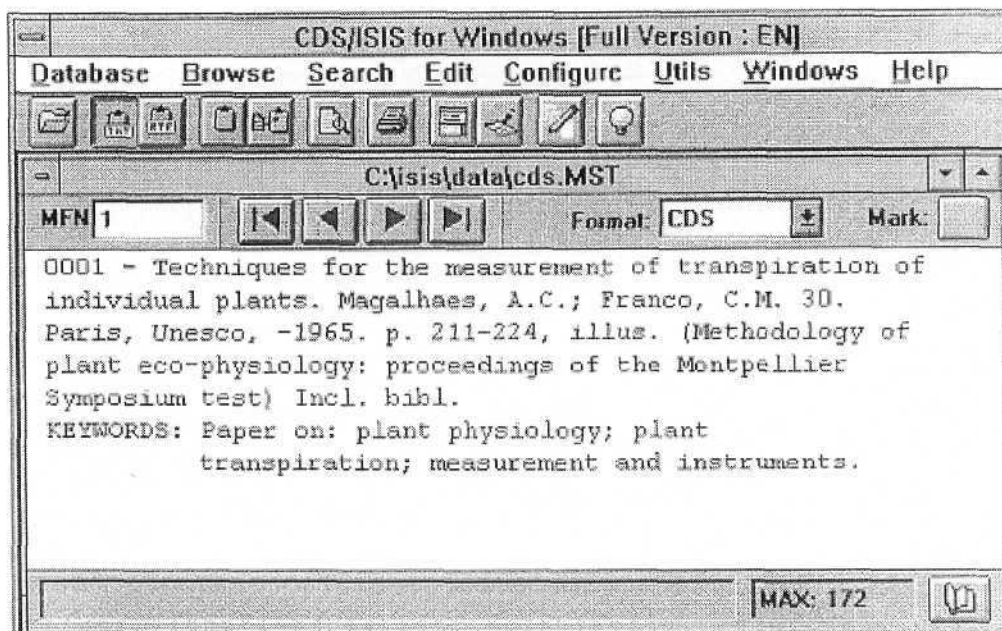 CDS/ISIS for Windows [Full Version : EN]
Database Browse Search Edit Configure Utils Windows Help
TXT RTF
C:\isis\data\cds.MST
MFN 1 Format: CDS Mark:
0001 - Techniques for the measurement of transpiration of
individual plants. Magalhaes, A.C.; Franco, C.M. 30.
Paris, Unesco, -1965. p. 211-224, illus. (Methodology of
plant eco-physiology: proceedings of the Montpellier
Symposium test) Incl. bibl.
KEYWORDS: Paper on: plant physiology; plant
transpiration; measurement and instruments.
MAX: 172